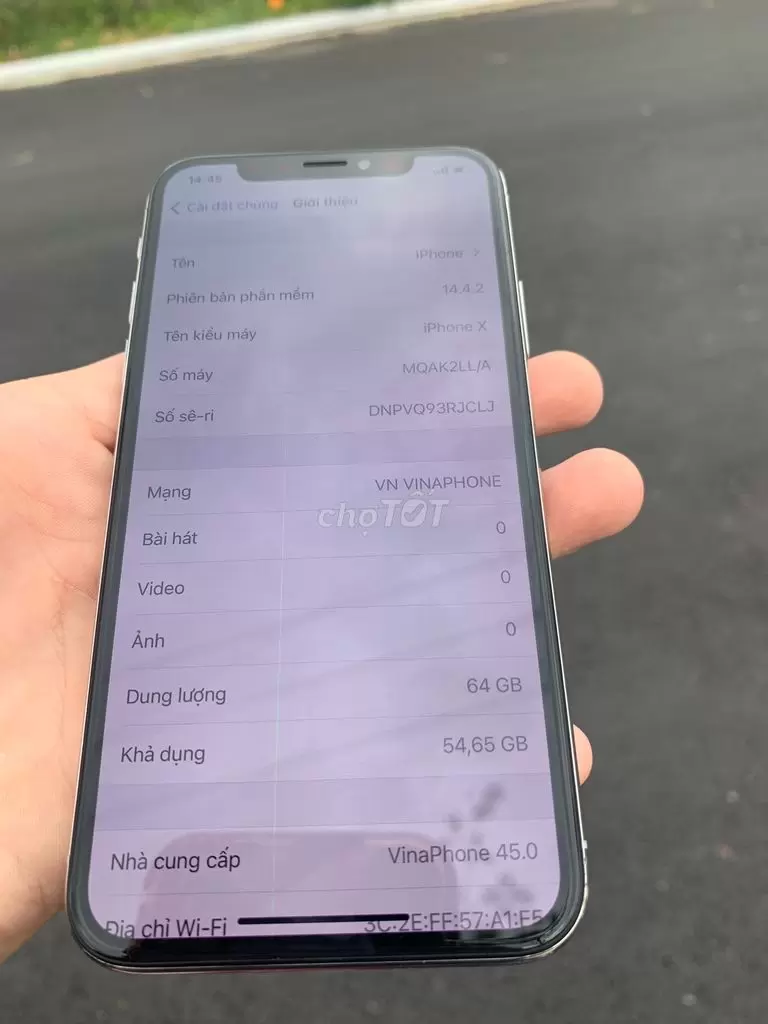 14:45
Cài đặt chung Giới thiệu
Tên iPhone
Phiên bản phần mềm 14.4.2
Tên kiểu máy iPhone X
Số máy MQAK2LL/A
Số sê-ri DNPVQ93RJCLJ
Mạng VN VINAPHONE
chợTỐT
Bài hát 0
Video 0
Ảnh 0
Dung lượng 64 GB
Khả dụng 54,65 GB
Nhà cung cấp VinaPhone 45.0
Địa chỉ Wi-Fi 3C:2E:FF:57:A1:F5